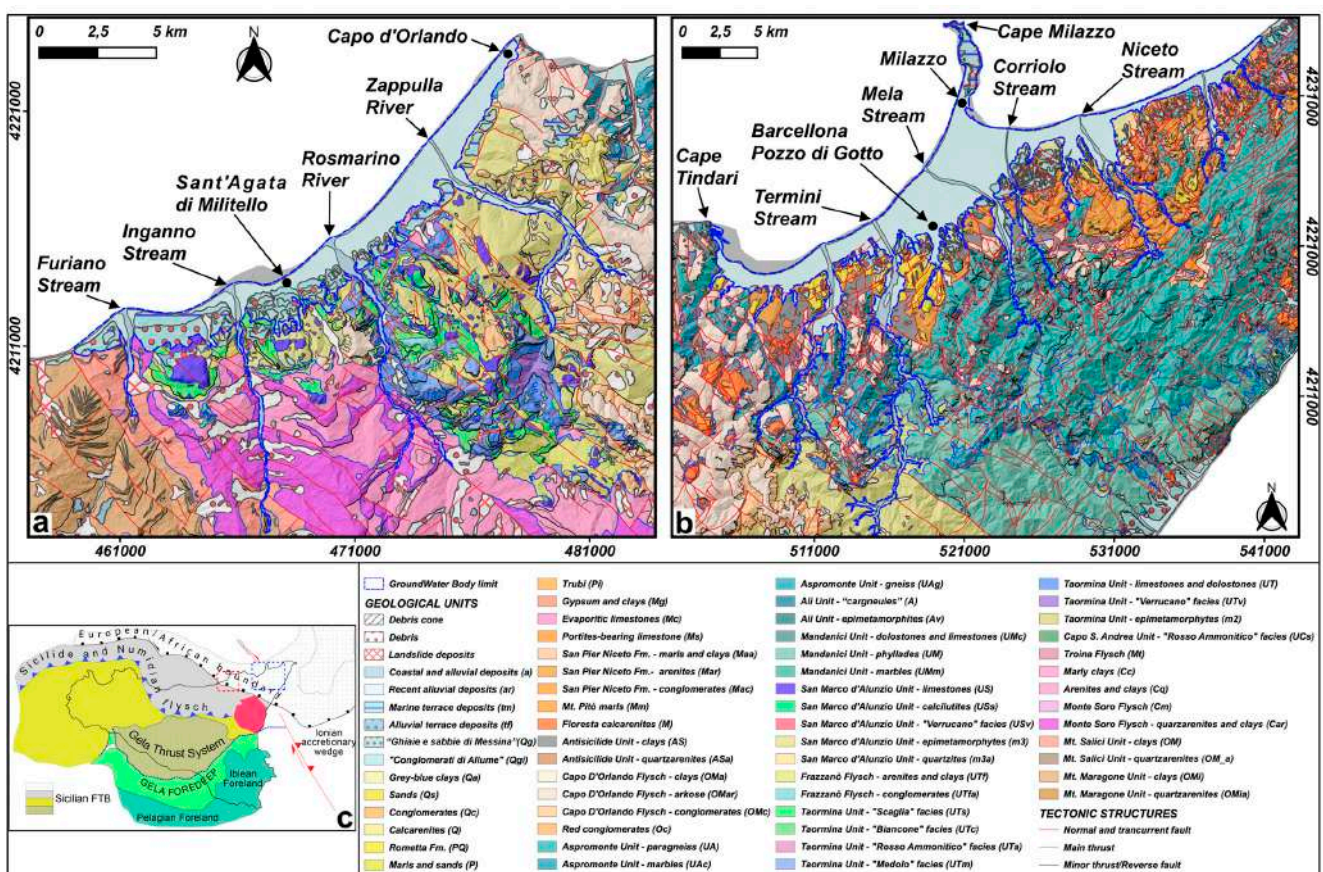 0 2,5 5 km
Capo d'Orlando
Zappulla
River
Rosmarino
River
Sant'Agata
di Militello
Inganno
Stream
Furiano
Stream
4221000
4211000
a
461000 471000 481000
0 2,5 5 km
Cape Milazzo
Milazzo
Niceto
Stream
Corriolo
Stream
Mela
Stream
Barcellona
Pozzo di Gotto
Cape
Tindari
Termini
Stream
4231000
4221000
4211000
b
511000 521000 531000 541000
European/African boundary
Sicilide and Numidian
flysch
Gela Thrust System
GELA FOREDEEP
Iblean
Foreland
Pelagian Foreland
Ionian
accretionary
wedge
Sicilian FTB
c
GroundWater Body limit
GEOLOGICAL UNITS
Debris cone
Debris
Landslide deposits
Coastal and alluvial deposits (a)
Recent alluvial deposits (ar)
Marine terrace deposits (tm)
Alluvial terrace deposits (tf)
"Ghiaie e sabbie di Messina"(Qg)
"Conglomerati di Allume" (Qgl)
Grey-blue clays (Qa)
Sands (Qs)
Conglomerates (Qc)
Calcarenites (Q)
Rometta Fm. (PQ)
Marls and sands (P)
Trubi (Pl)
Gypsum and clays (Mg)
Evaporitic limestones (Mc)
Portites-bearing limestone (Ms)
San Pier Niceto Fm. - marls and clays (Maa)
San Pier Niceto Fm.- arenites (Mar)
San Pier Niceto Fm. - conglomerates (Mac)
Mt. Pitò marls (Mm)
Floresta calcarenites (M)
Antisicilide Unit - clays (AS)
Antisicilide Unit - quartzarenites (ASa)
Capo D'Orlando Flysch - clays (OMa)
Capo D'Orlando Flysch - arkose (OMar)
Capo D'Orlando Flysch - conglomerates (OMc)
Red conglomerates (Oc)
Aspromonte Unit - paragneiss (UA)
Aspromonte Unit - marbles (UAc)
Aspromonte Unit - gneiss (UAg)
Alì Unit - "cargneules" (A)
Alì Unit - epimetamorphites (Av)
Mandanici Unit - dolostones and limestones (UMc)
Mandanici Unit - phyllades (UM)
Mandanici Unit - marbles (UMm)
San Marco d'Alunzio Unit - limestones (US)
San Marco d'Alunzio Unit - calcilutites (USs)
San Marco d'Alunzio Unit - "Verrucano" facies (USv)
San Marco d'Alunzio Unit - epimetamorphytes (m3)
San Marco d'Alunzio Unit - quartzites (m3a)
Frazzanò Flysch - arenites and clays (UTf)
Frazzanò Flysch - conglomerates (UTfa)
Taormina Unit - "Scaglia" facies (UTs)
Taormina Unit - "Biancone" facies (UTc)
Taormina Unit - "Rosso Ammonitico" facies (UTa)
Taormina Unit - "Medolo" facies (UTm)
Taormina Unit - limestones and dolostones (UT)
Taormina Unit - "Verrucano" facies (UTv)
Taormina Unit - epimetamorphytes (m2)
Capo S. Andrea Unit - "Rosso Ammonitico" facies (UCs)
Troina Flysch (Mt)
Marly clays (Cc)
Arenites and clays (Cq)
Monte Soro Flysch (Cm)
Monte Soro Flysch - quartzarenites and clays (Car)
Mt. Salici Unit - clays (OM)
Mt. Salici Unit - quartzarenites (OM_a)
Mt. Maragone Unit - clays (OMi)
Mt. Maragone Unit - quartzarenites (OMia)
TECTONIC STRUCTURES
Normal and trancurrent fault
Main thrust
Minor thrust/Reverse fault